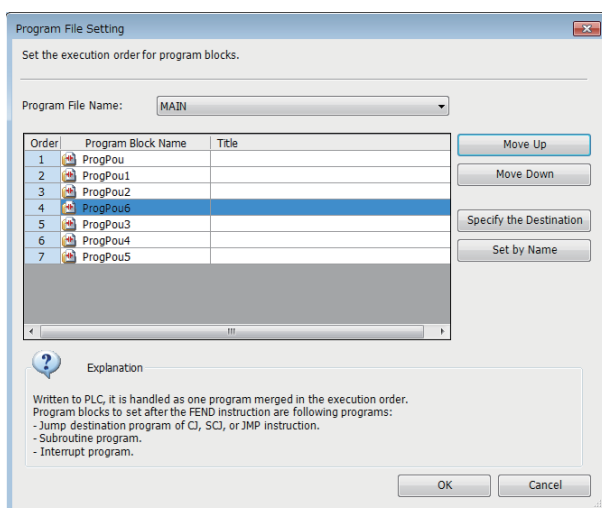 Program File Setting
Set the execution order for program blocks.
Program File Name: MAIN
Order Program Block Name Title
1 ProgPou
2 ProgPou1
3 ProgPou2
4 ProgPou6
5 ProgPou3
6 ProgPou4
7 ProgPou5
Move Up
Move Down
Specify the Destination
Set by Name
Explanation
Written to PLC, it is handled as one program merged in the execution order.
Program blocks to set after the FEND instruction are following programs:
- Jump destination program of CJ, SCJ, or JMP instruction.
- Subroutine program.
- Interrupt program.
OK Cancel